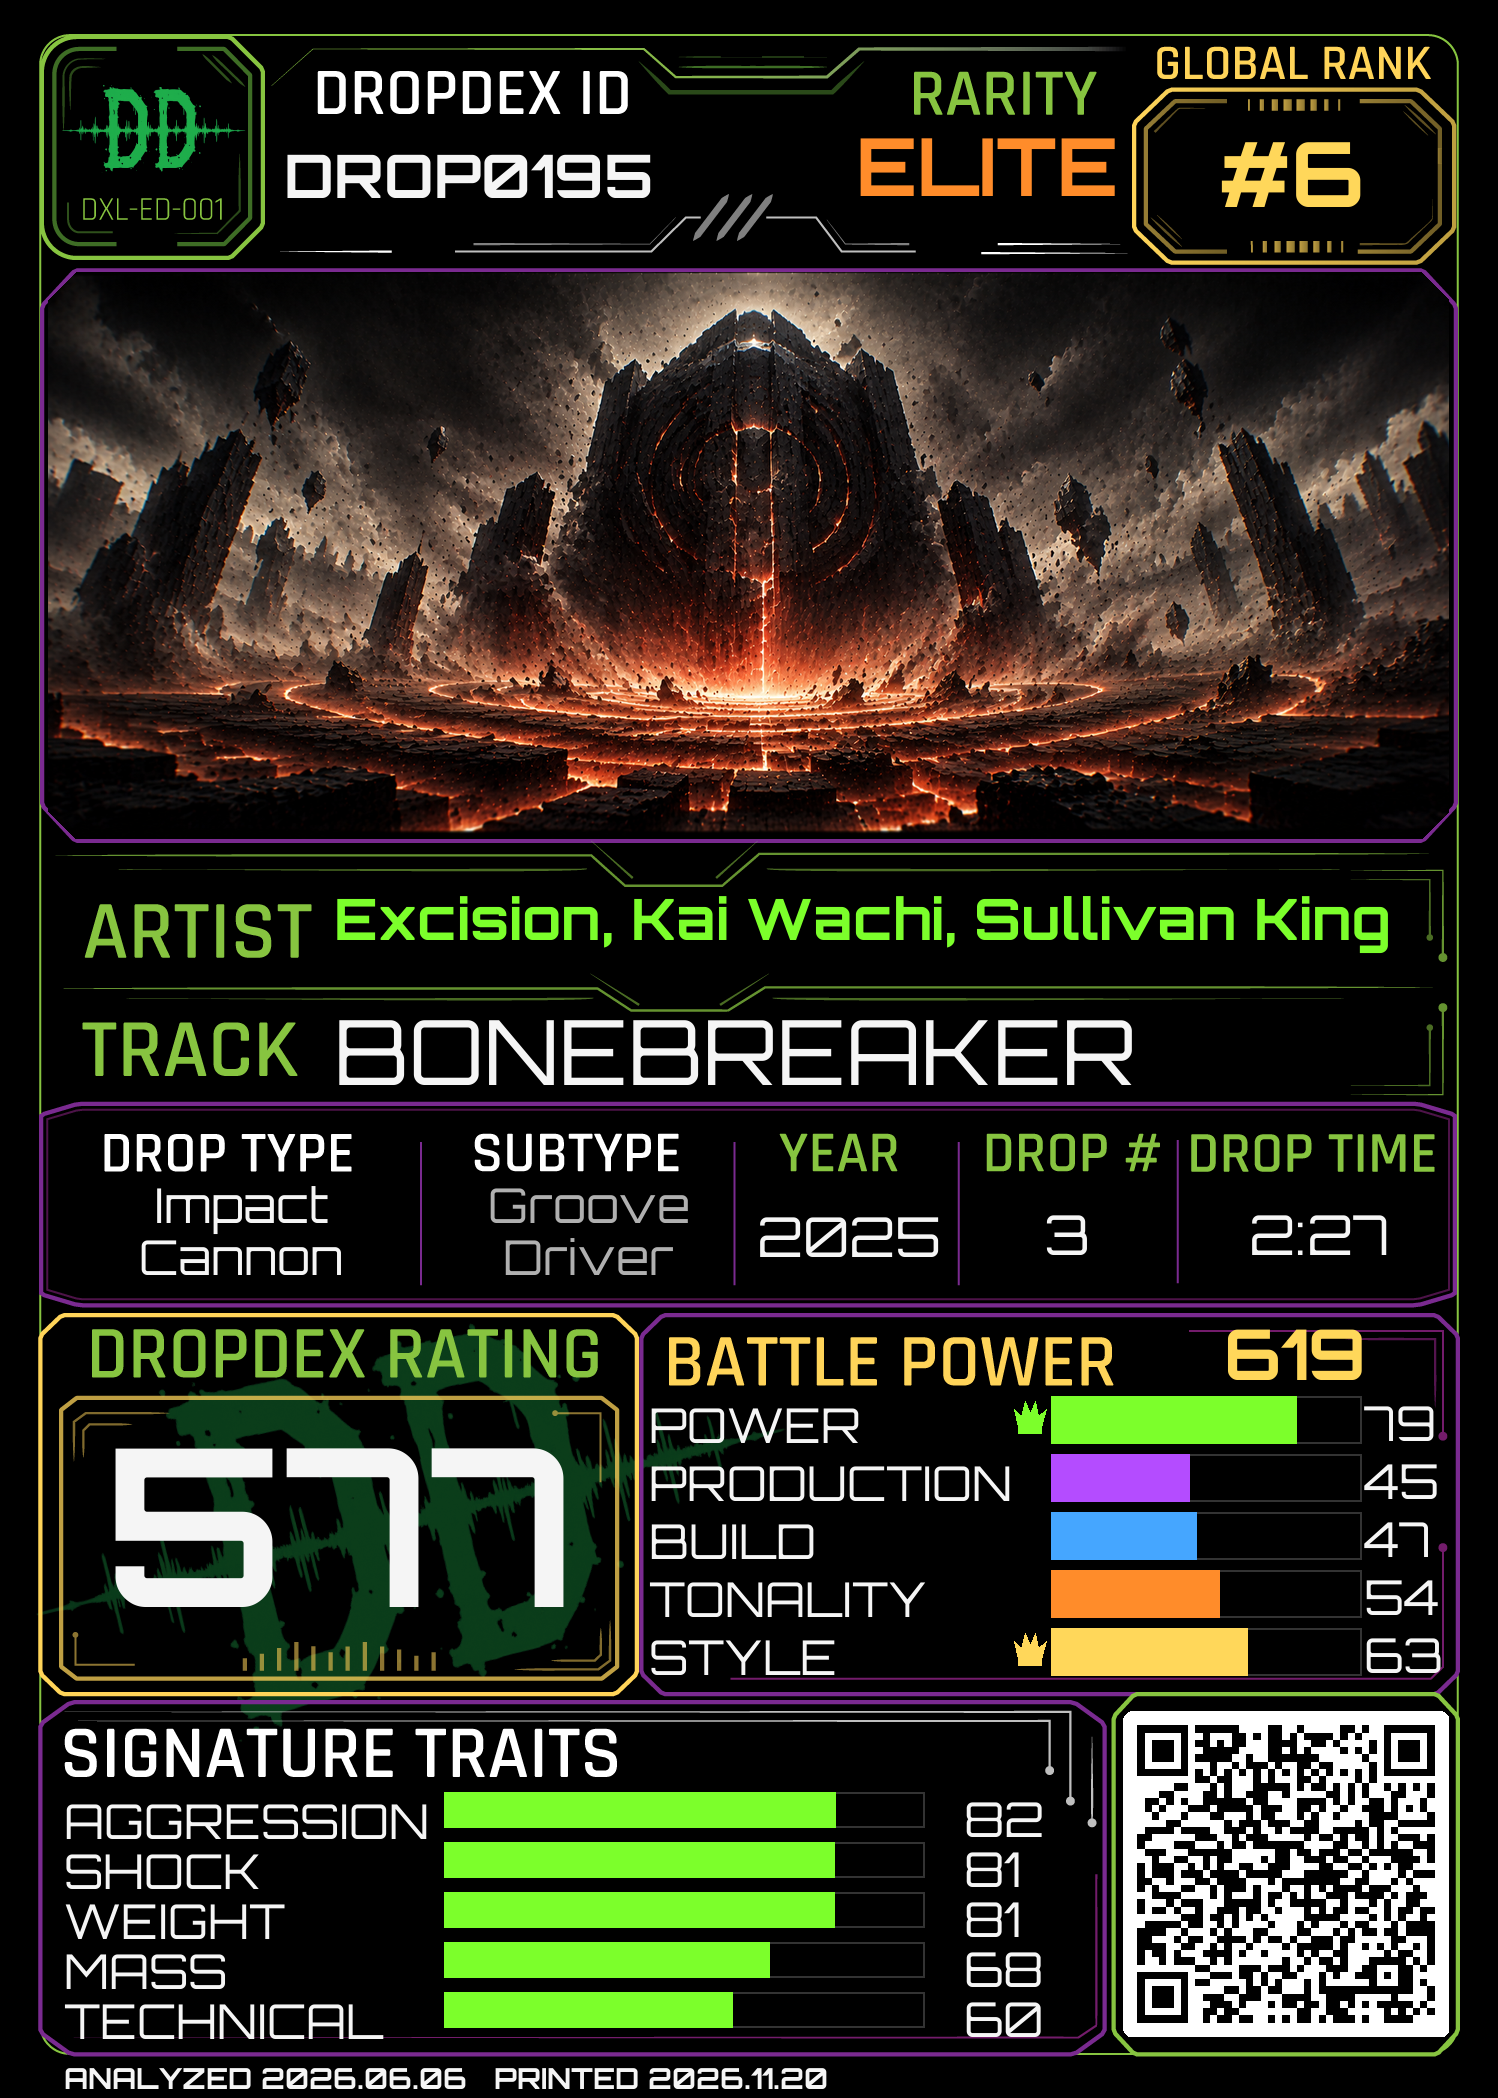 DD
DXL-ED-001
DROPDEX ID
DROP0195
RARITY
ELITE
GLOBAL RANK
#6
ARTIST Excision, Kai Wachi, Sullivan King
TRACK BONEBREAKER
DROP TYPE
Impact
Cannon
SUBTYPE
Groove
Driver
YEAR
2025
DROP #
3
DROP TIME
2:27
DROPDEX RATING
577
BATTLE POWER 619
POWER 79
PRODUCTION 45
BUILD 47
TONALITY 54
STYLE 63
SIGNATURE TRAITS
AGGRESSION 82
SHOCK 81
WEIGHT 81
MASS 68
TECHNICAL 60
ANALYZED 2026.06.06 PRINTED 2026.11.20